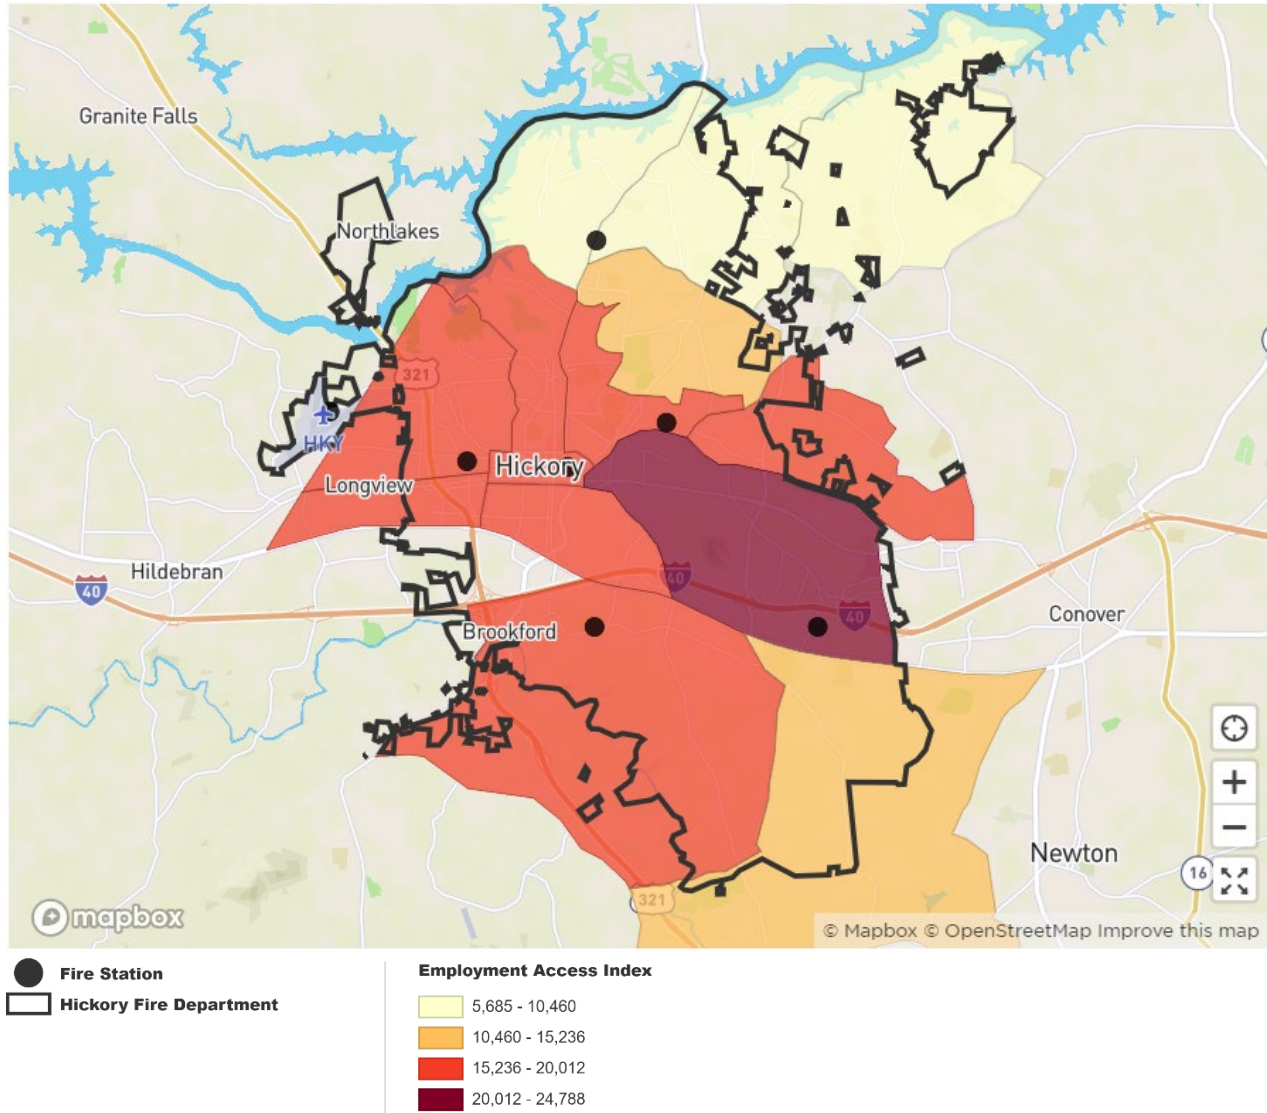 Granite Falls
Northlakes
321
HKY
Hickory
Longview
Hildebran
40
40
40
Brookford
Conover
Newton
16
321
mapbox
© Mapbox © OpenStreetMap Improve this map
Fire Station
Hickory Fire Department
Employment Access Index
5,685 - 10,460
10,460 - 15,236
15,236 - 20,012
20,012 - 24,788